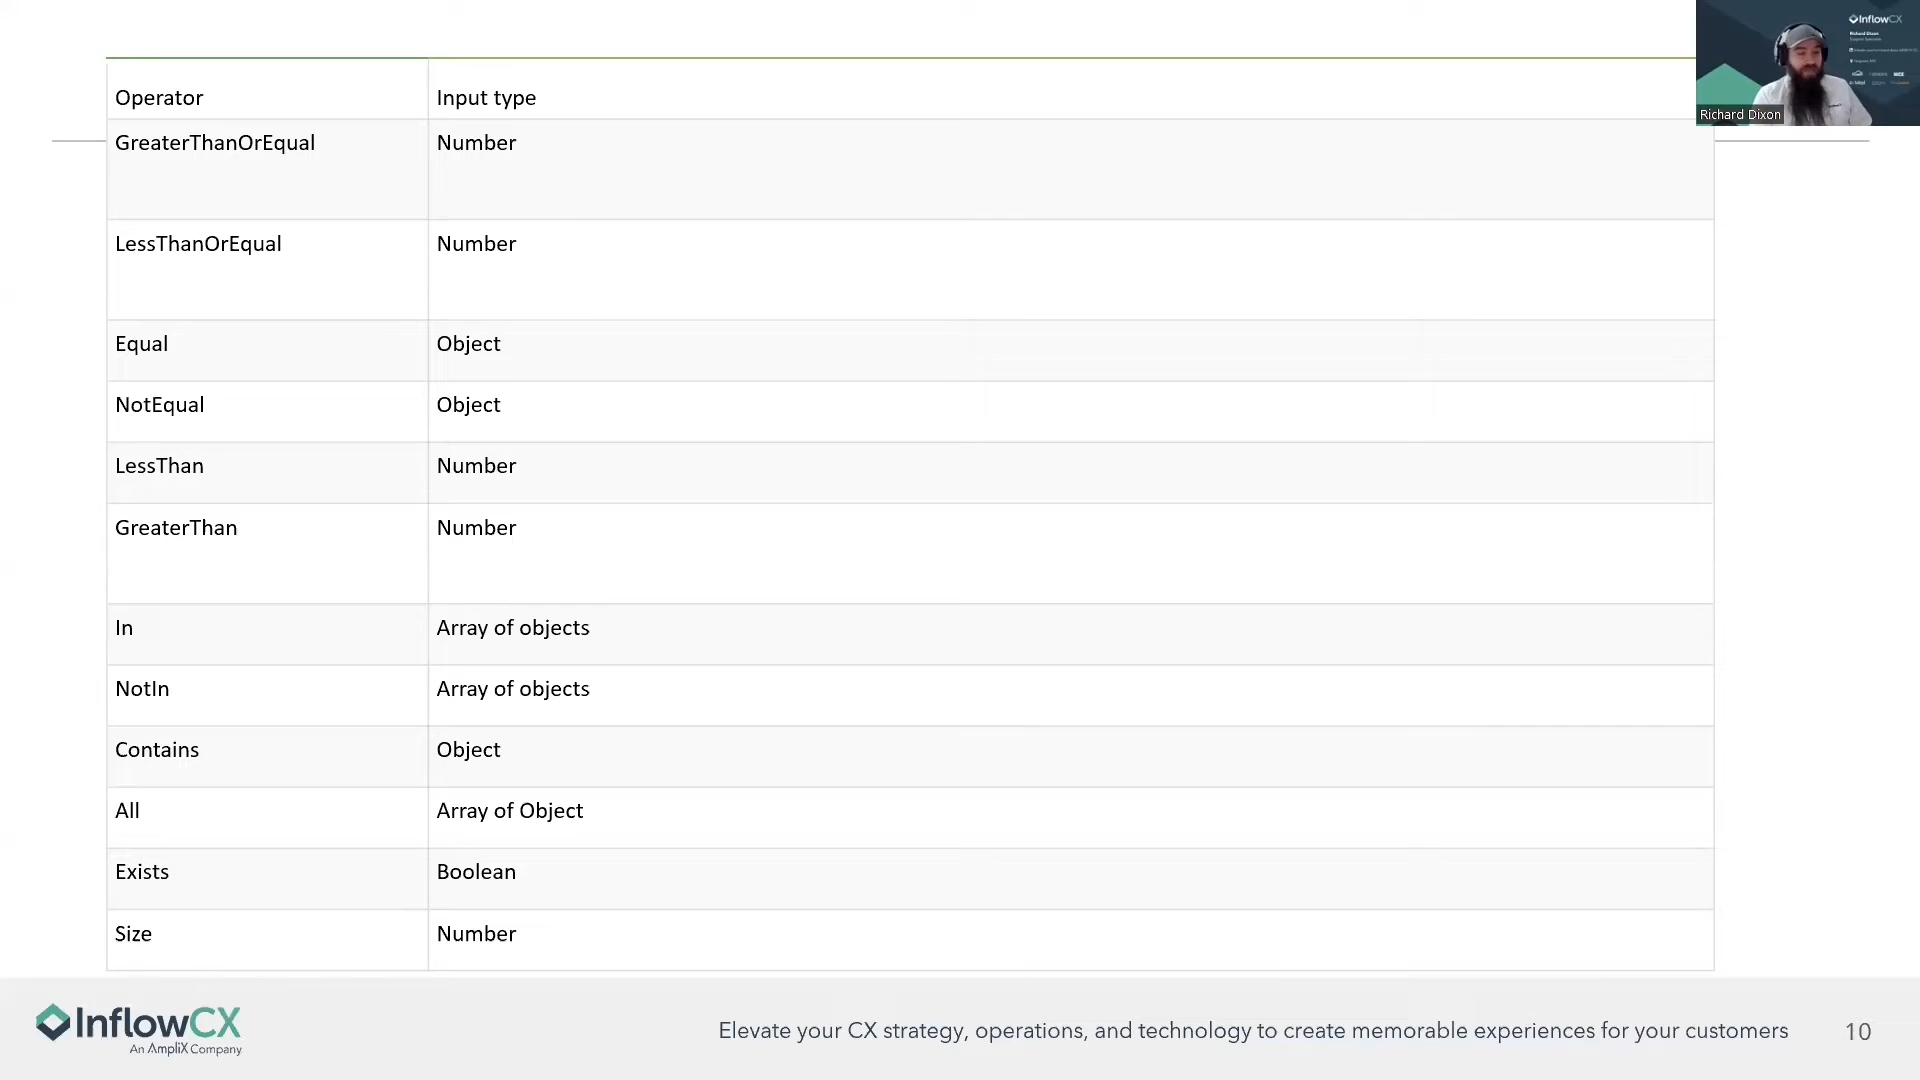 Operator Input type
GreaterThanOrEqual Number
LessThanOrEqual Number
Equal Object
NotEqual Object
LessThan Number
GreaterThan Number
In Array of objects
NotIn Array of objects
Contains Object
All Array of Object
Exists Boolean
Size Number
InflowCX
Richard Dixon
Richard Dixon
InflowCX
An AmpliX Company
Elevate your CX strategy, operations, and technology to create memorable experiences for your customers
10